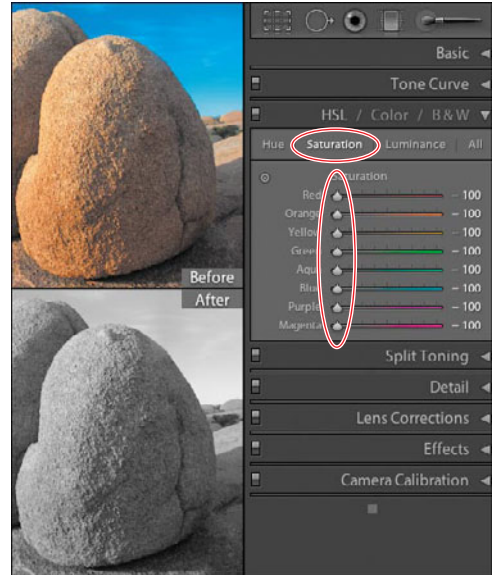 Basic
Tone Curve
HSL / Color / B&W
Hue Saturation Luminance All
Saturation
Red - 100
Orange - 100
Yellow - 100
Green - 100
Aqua - 100
Blue - 100
Purple - 100
Magenta - 100
Before
After
Split Toning
Detail
Lens Corrections
Effects
Camera Calibration